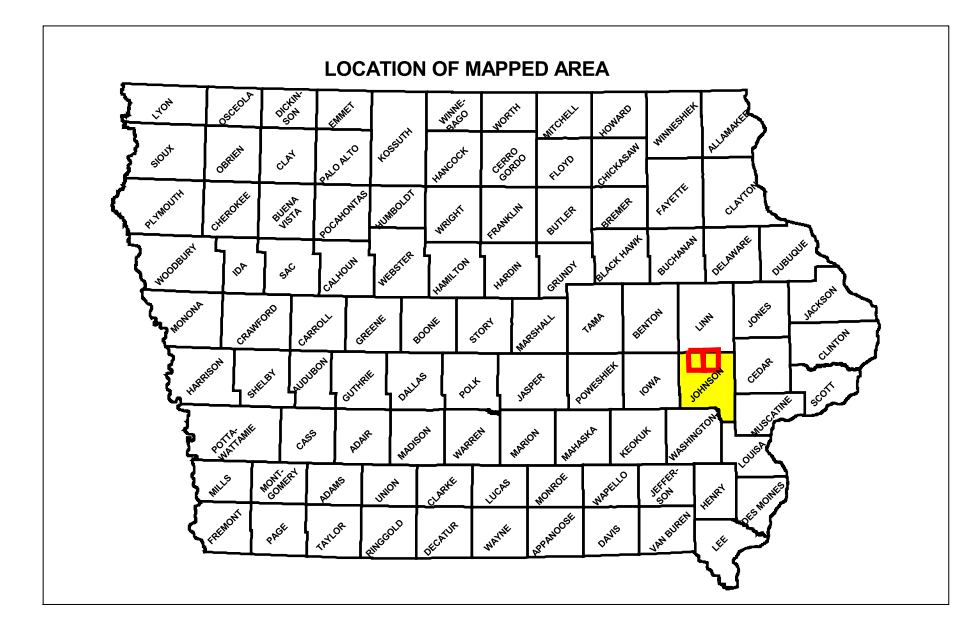 LOCATION OF MAPPED AREA
LYON
OSCEOLA
DICKIN-
SON
EMMET
KOSSUTH
WINNE-
BAGO
WORTH
MITCHELL
HOWARD
WINNESHIEK
ALLAMAKEE
SIOUX
OBRIEN
CLAY
PALO ALTO
HANCOCK
CERRO
GORDO
FLOYD
CHICKASAW
PLYMOUTH
CHEROKEE
BUENA
VISTA
POCAHONTAS
HUMBOLDT
WRIGHT
FRANKLIN
BUTLER
BREMER
FAYETTE
CLAYTON
WOODBURY
IDA
SAC
CALHOUN
WEBSTER
HAMILTON
HARDIN
GRUNDY
BLACK HAWK
BUCHANAN
DELAWARE
DUBUQUE
MONONA
CRAWFORD
CARROLL
GREENE
BOONE
STORY
MARSHALL
TAMA
BENTON
LINN
JONES
JACKSON
CLINTON
HARRISON
SHELBY
AUDUBON
GUTHRIE
DALLAS
POLK
JASPER
POWESHIEK
IOWA
JOHNSON
CEDAR
SCOTT
MUSCATINE
POTTA-
WATTAMIE
CASS
ADAIR
MADISON
WARREN
MARION
MAHASKA
KEOKUK
WASHINGTON
LOUISA
MILLS
MONT-
GOMERY
ADAMS
UNION
CLARKE
LUCAS
MONROE
WAPELLO
JEFFER-
SON
HENRY
DES MOINES
FREMONT
PAGE
TAYLOR
RINGGOLD
DECATUR
WAYNE
APPANOOSE
DAVIS
VAN BUREN
LEE